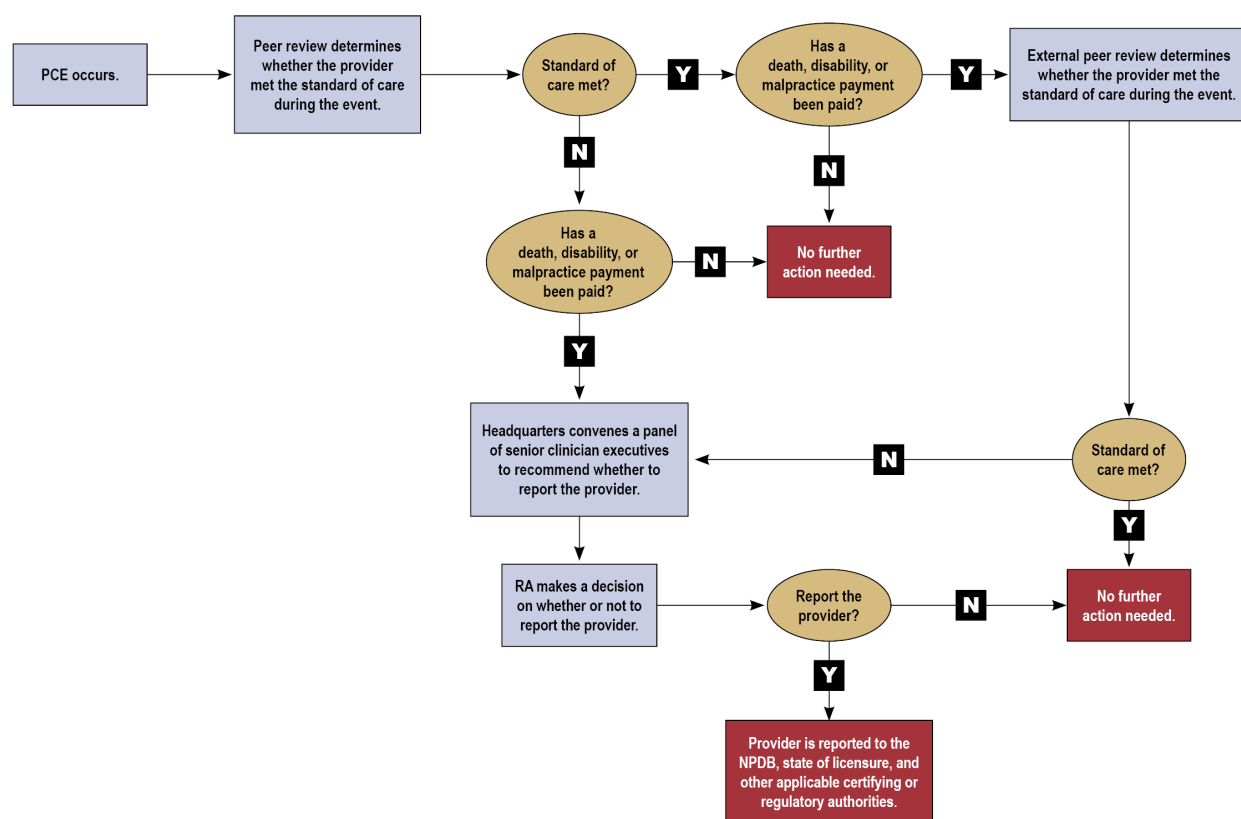 PCE occurs.
Peer review determines
whether the provider
met the standard of care
during the event.
Standard of
care met?
Y
Has a
death, disability, or
malpractice payment
been paid?
Y
External peer review determines
whether the provider met the
standard of care during the event.
N
N
Has a
death, disability, or
malpractice payment
been paid?
N
No further
action needed.
Y
Headquarters convenes a panel
of senior clinician executives
to recommend whether to
report the provider.
N
Standard of
care met?
Y
RA makes a decision
on whether or not to
report the provider.
Report the
provider?
N
No further
action needed.
Y
Provider is reported to the
NPDB, state of licensure, and
other applicable certifying or
regulatory authorities.